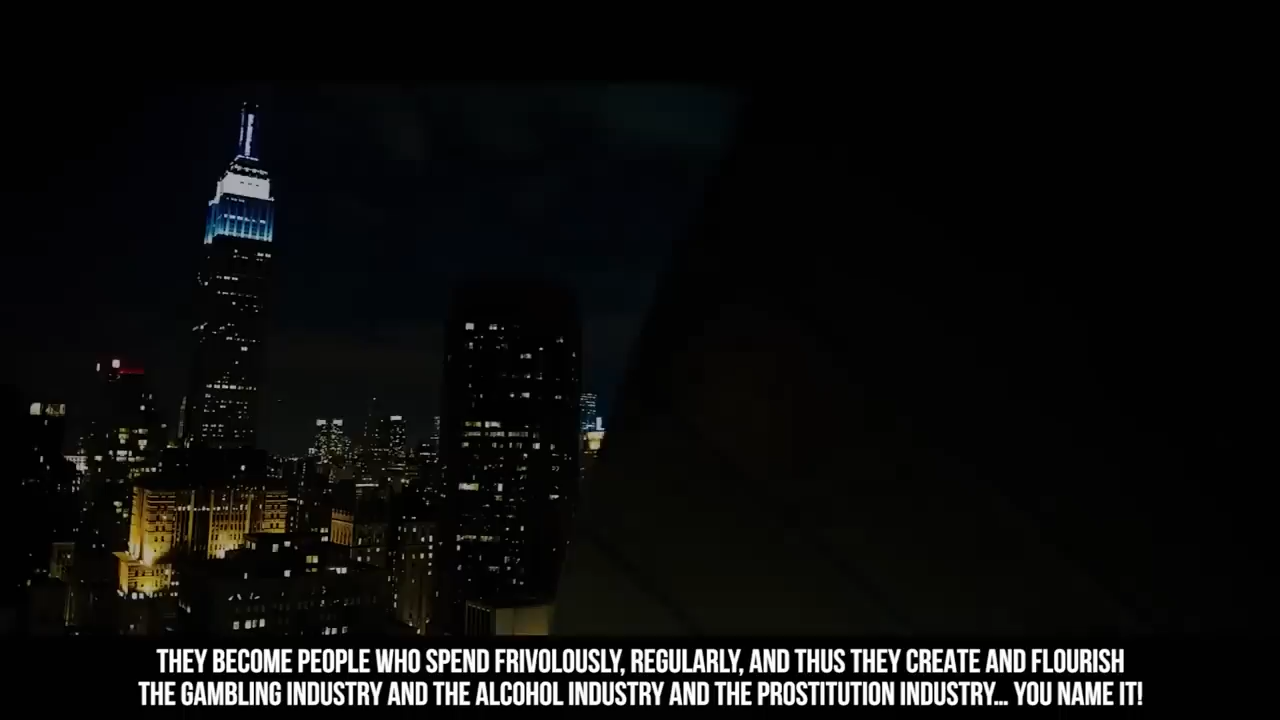 THEY BECOME PEOPLE WHO SPEND FRIVOLOUSLY, REGULARLY, AND THUS THEY CREATE AND FLOURISH
THE GAMBLING INDUSTRY AND THE ALCOHOL INDUSTRY AND THE PROSTITUTION INDUSTRY... YOU NAME IT!